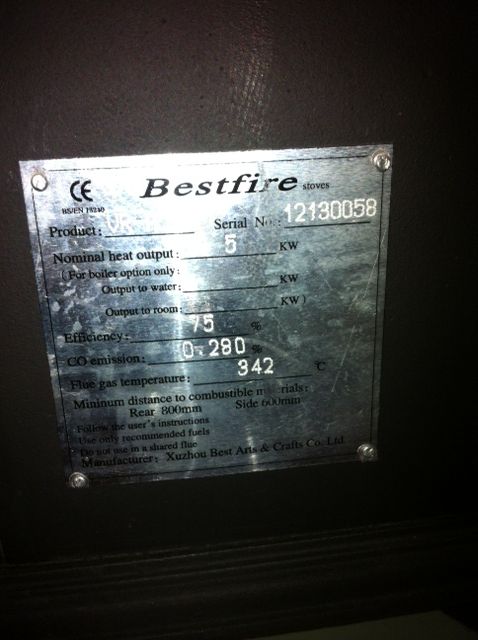 CE
BS/EN 13240
Bestfire stoves
Product:
Serial No.: 12130058
Nominal heat output: 5 KW
(For boiler option only:
Output to water: KW
Output to room: KW)
Efficiency: 75 %
CO emission: 0.280 %
Flue gas temperature: 342 ℃
Mininum distance to combustible materials:
Rear 800mm Side 600mm
Follow the user's instructions
Use only recommended fuels
Do not use in a shared flue
Manufacturer: Xuzhou Best Arts & Crafts Co. Ltd